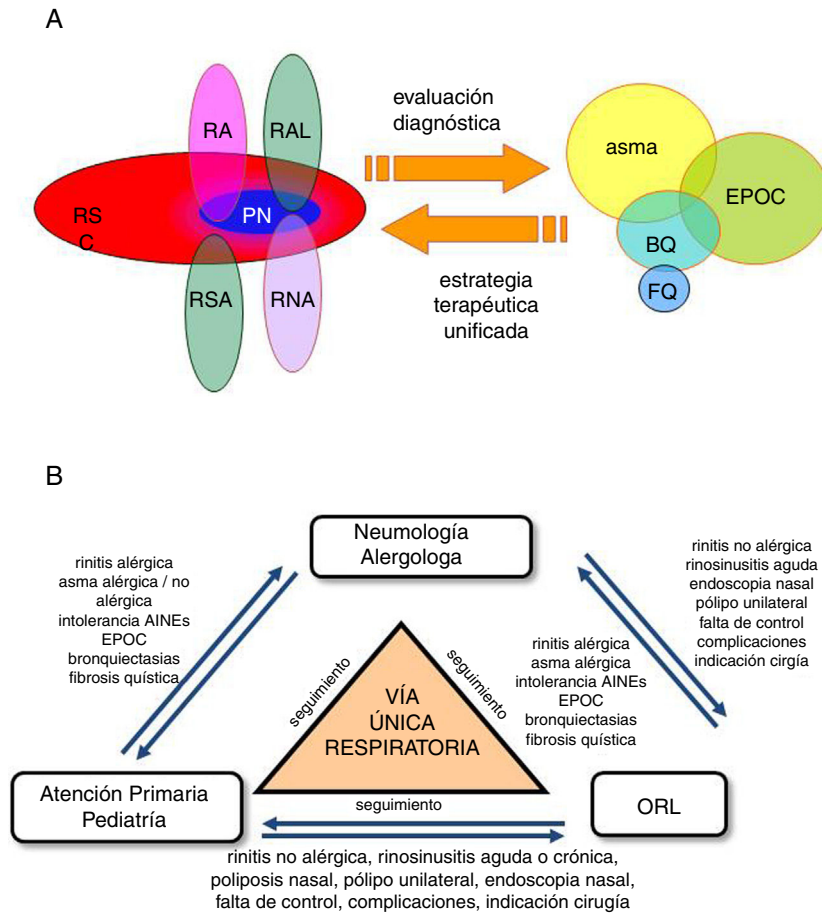 A
RA
RAL
RS
C
PN
RSA
RNA
evaluación
diagnóstica
estrategia
terapéutica
unificada
asma
EPOC
BQ
FQ
B
Neumología
Alergologa
rinitis alérgica
asma alérgica / no
alérgica
intolerancia AINEs
EPOC
bronquiectasias
fibrosis quística
rinitis no alérgica
rinosinusitis aguda
endoscopia nasal
pólipo unilateral
falta de control
complicaciones
indicación cirgía
rinitis alérgica
asma alérgica
intolerancia AINEs
EPOC
bronquiectasias
fibrosis quística
seguimiento
seguimiento
VÍA
ÚNICA
RESPIRATORIA
Atención Primaria
Pediatría
seguimiento
ORL
rinitis no alérgica, rinosinusitis aguda o crónica,
poliposis nasal, pólipo unilateral, endoscopia nasal,
falta de control, complicaciones, indicación cirugía